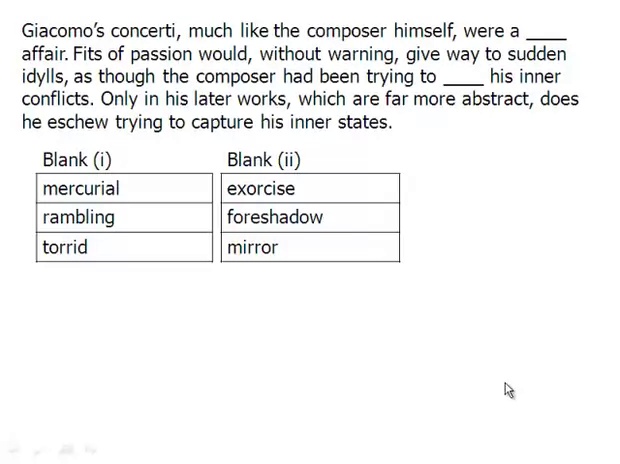 Giacomo's concerti, much like the composer himself, were a ____
affair. Fits of passion would, without warning, give way to sudden
idylls, as though the composer had been trying to ____ his inner
conflicts. Only in his later works, which are far more abstract, does
he eschew trying to capture his inner states.
Blank (i) Blank (ii)
mercurial exorcise
rambling foreshadow
torrid mirror